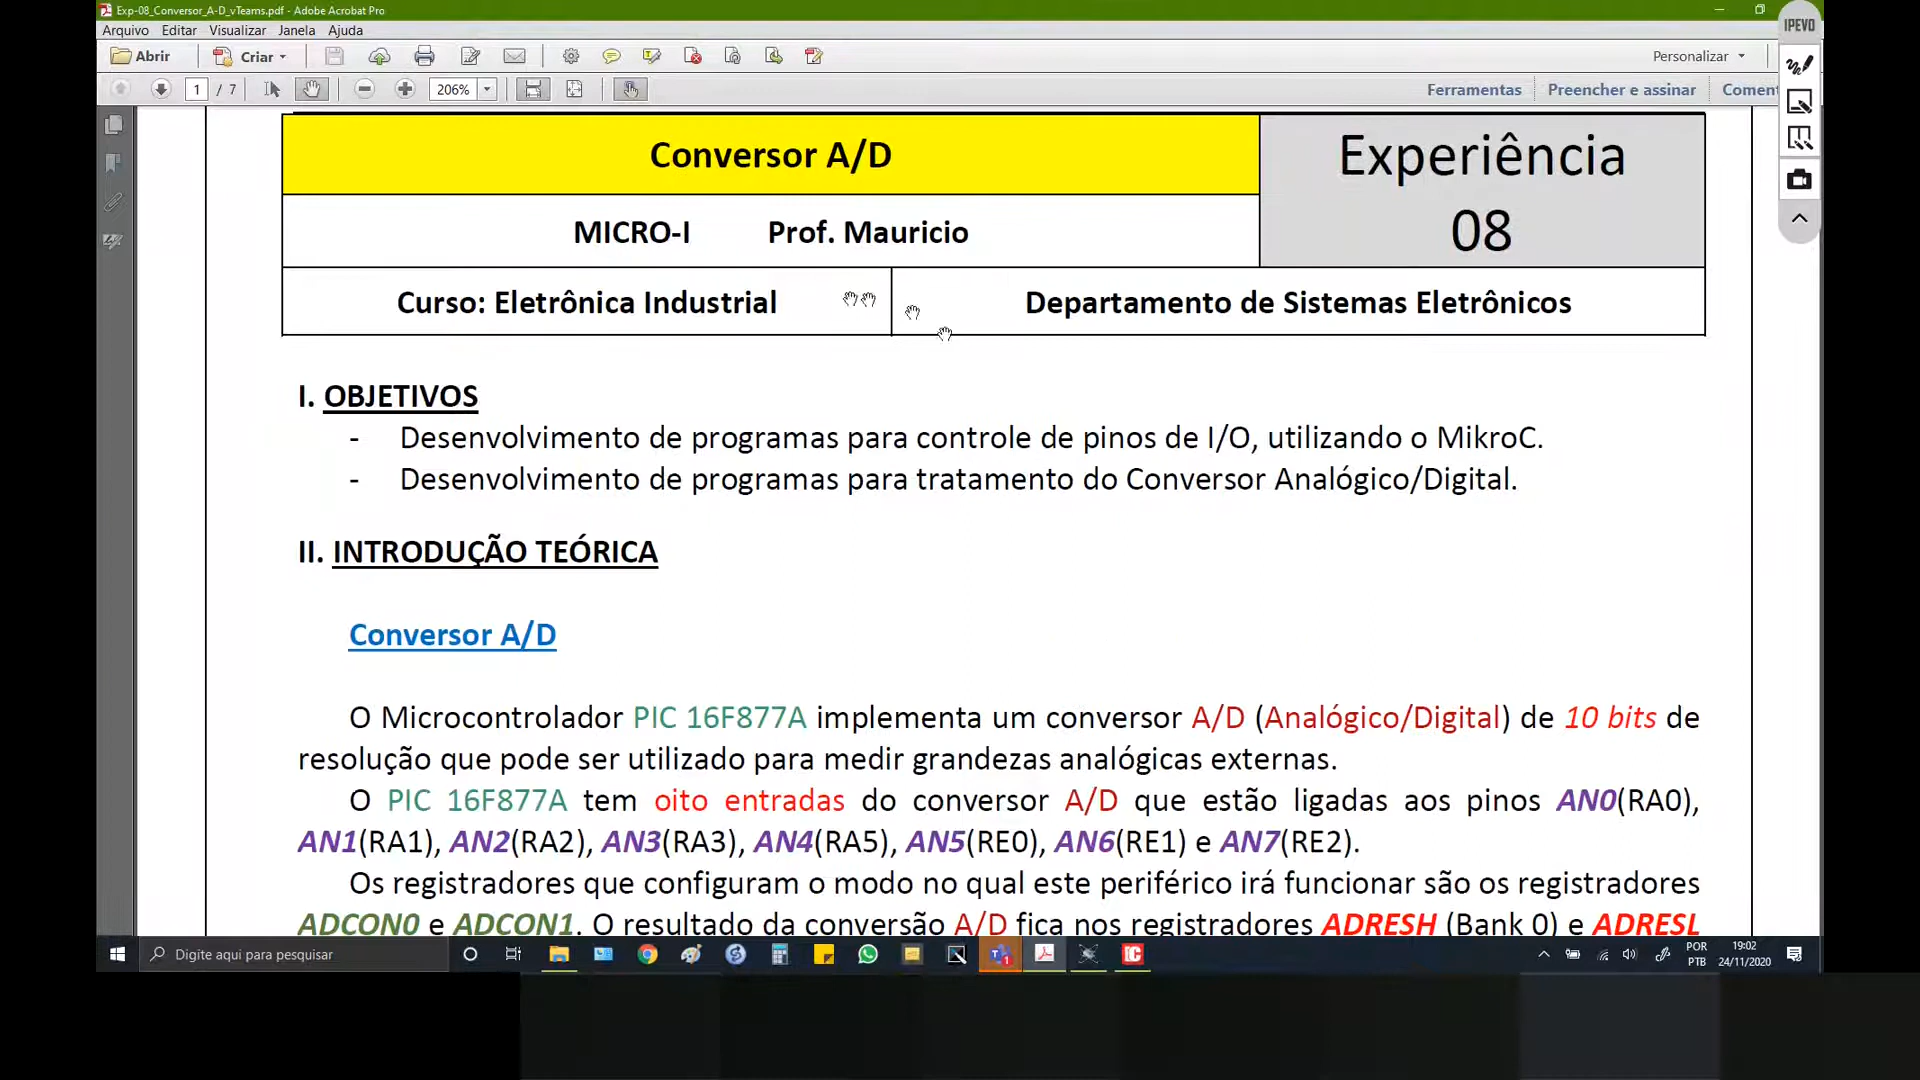 Exp-08_Conversor_A-D_vTeams.pdf - Adobe Acrobat Pro
Arquivo Editar Visualizar Janela Ajuda
Abrir Criar Personalizar
1 / 7 206% Ferramentas Preencher e assinar Coment
IPEVO
Conversor A/D
Experiência
08
MICRO-I Prof. Mauricio
Curso: Eletrônica Industrial
Departamento de Sistemas Eletrônicos
I. OBJETIVOS
- Desenvolvimento de programas para controle de pinos de I/O, utilizando o MikroC.
- Desenvolvimento de programas para tratamento do Conversor Analógico/Digital.
II. INTRODUÇÃO TEÓRICA
Conversor A/D
O Microcontrolador PIC 16F877A implementa um conversor A/D (Analógico/Digital) de 10 bits de
resolução que pode ser utilizado para medir grandezas analógicas externas.
O PIC 16F877A tem oito entradas do conversor A/D que estão ligadas aos pinos AN0(RA0),
AN1(RA1), AN2(RA2), AN3(RA3), AN4(RA5), AN5(RE0), AN6(RE1) e AN7(RE2).
Os registradores que configuram o modo no qual este periférico irá funcionar são os registradores
ADCON0 e ADCON1. O resultado da conversão A/D fica nos registradores ADRESH (Bank 0) e ADRESL
Digite aqui para pesquisar
POR
PTB
19:02
24/11/2020